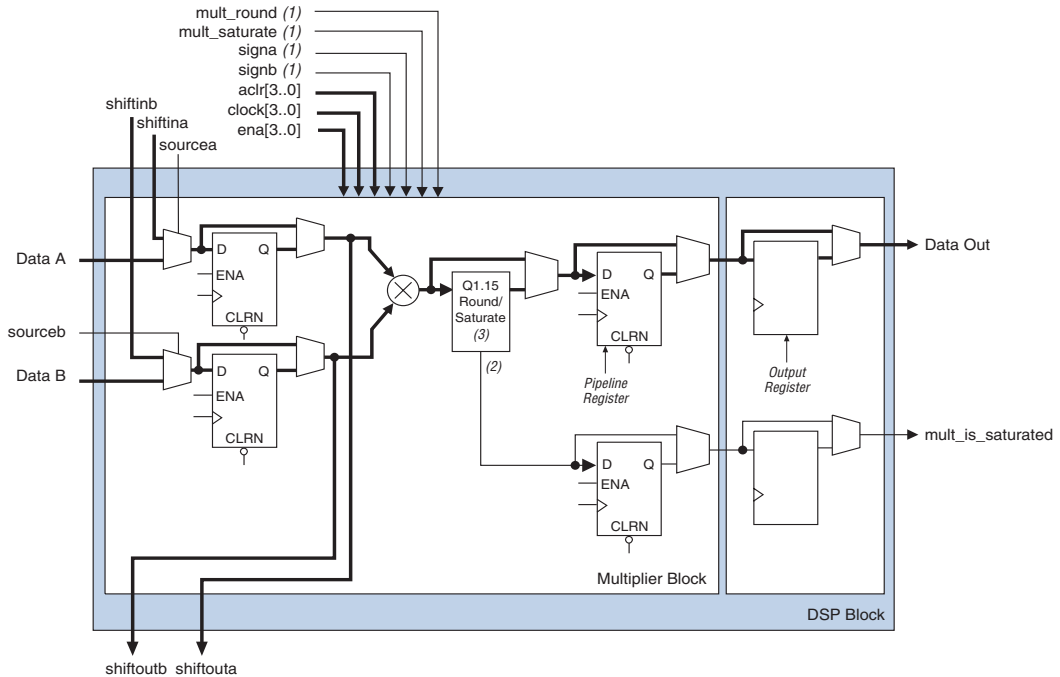 mult_round (1)
mult_saturate (1)
signa (1)
signb (1)
aclr[3..0]
clock[3..0]
ena[3..0]
shiftinb
shiftina
sourcea
Data A
D Q
ENA
CLRN
sourceb
Data B
D Q
ENA
CLRN
Q1.15
Round/
Saturate
(3)
(2)
D Q
ENA
CLRN
Pipeline
Register
D Q
ENA
CLRN
Output
Register
Data Out
mult_is_saturated
Multiplier Block
DSP Block
shiftoutb shiftouta